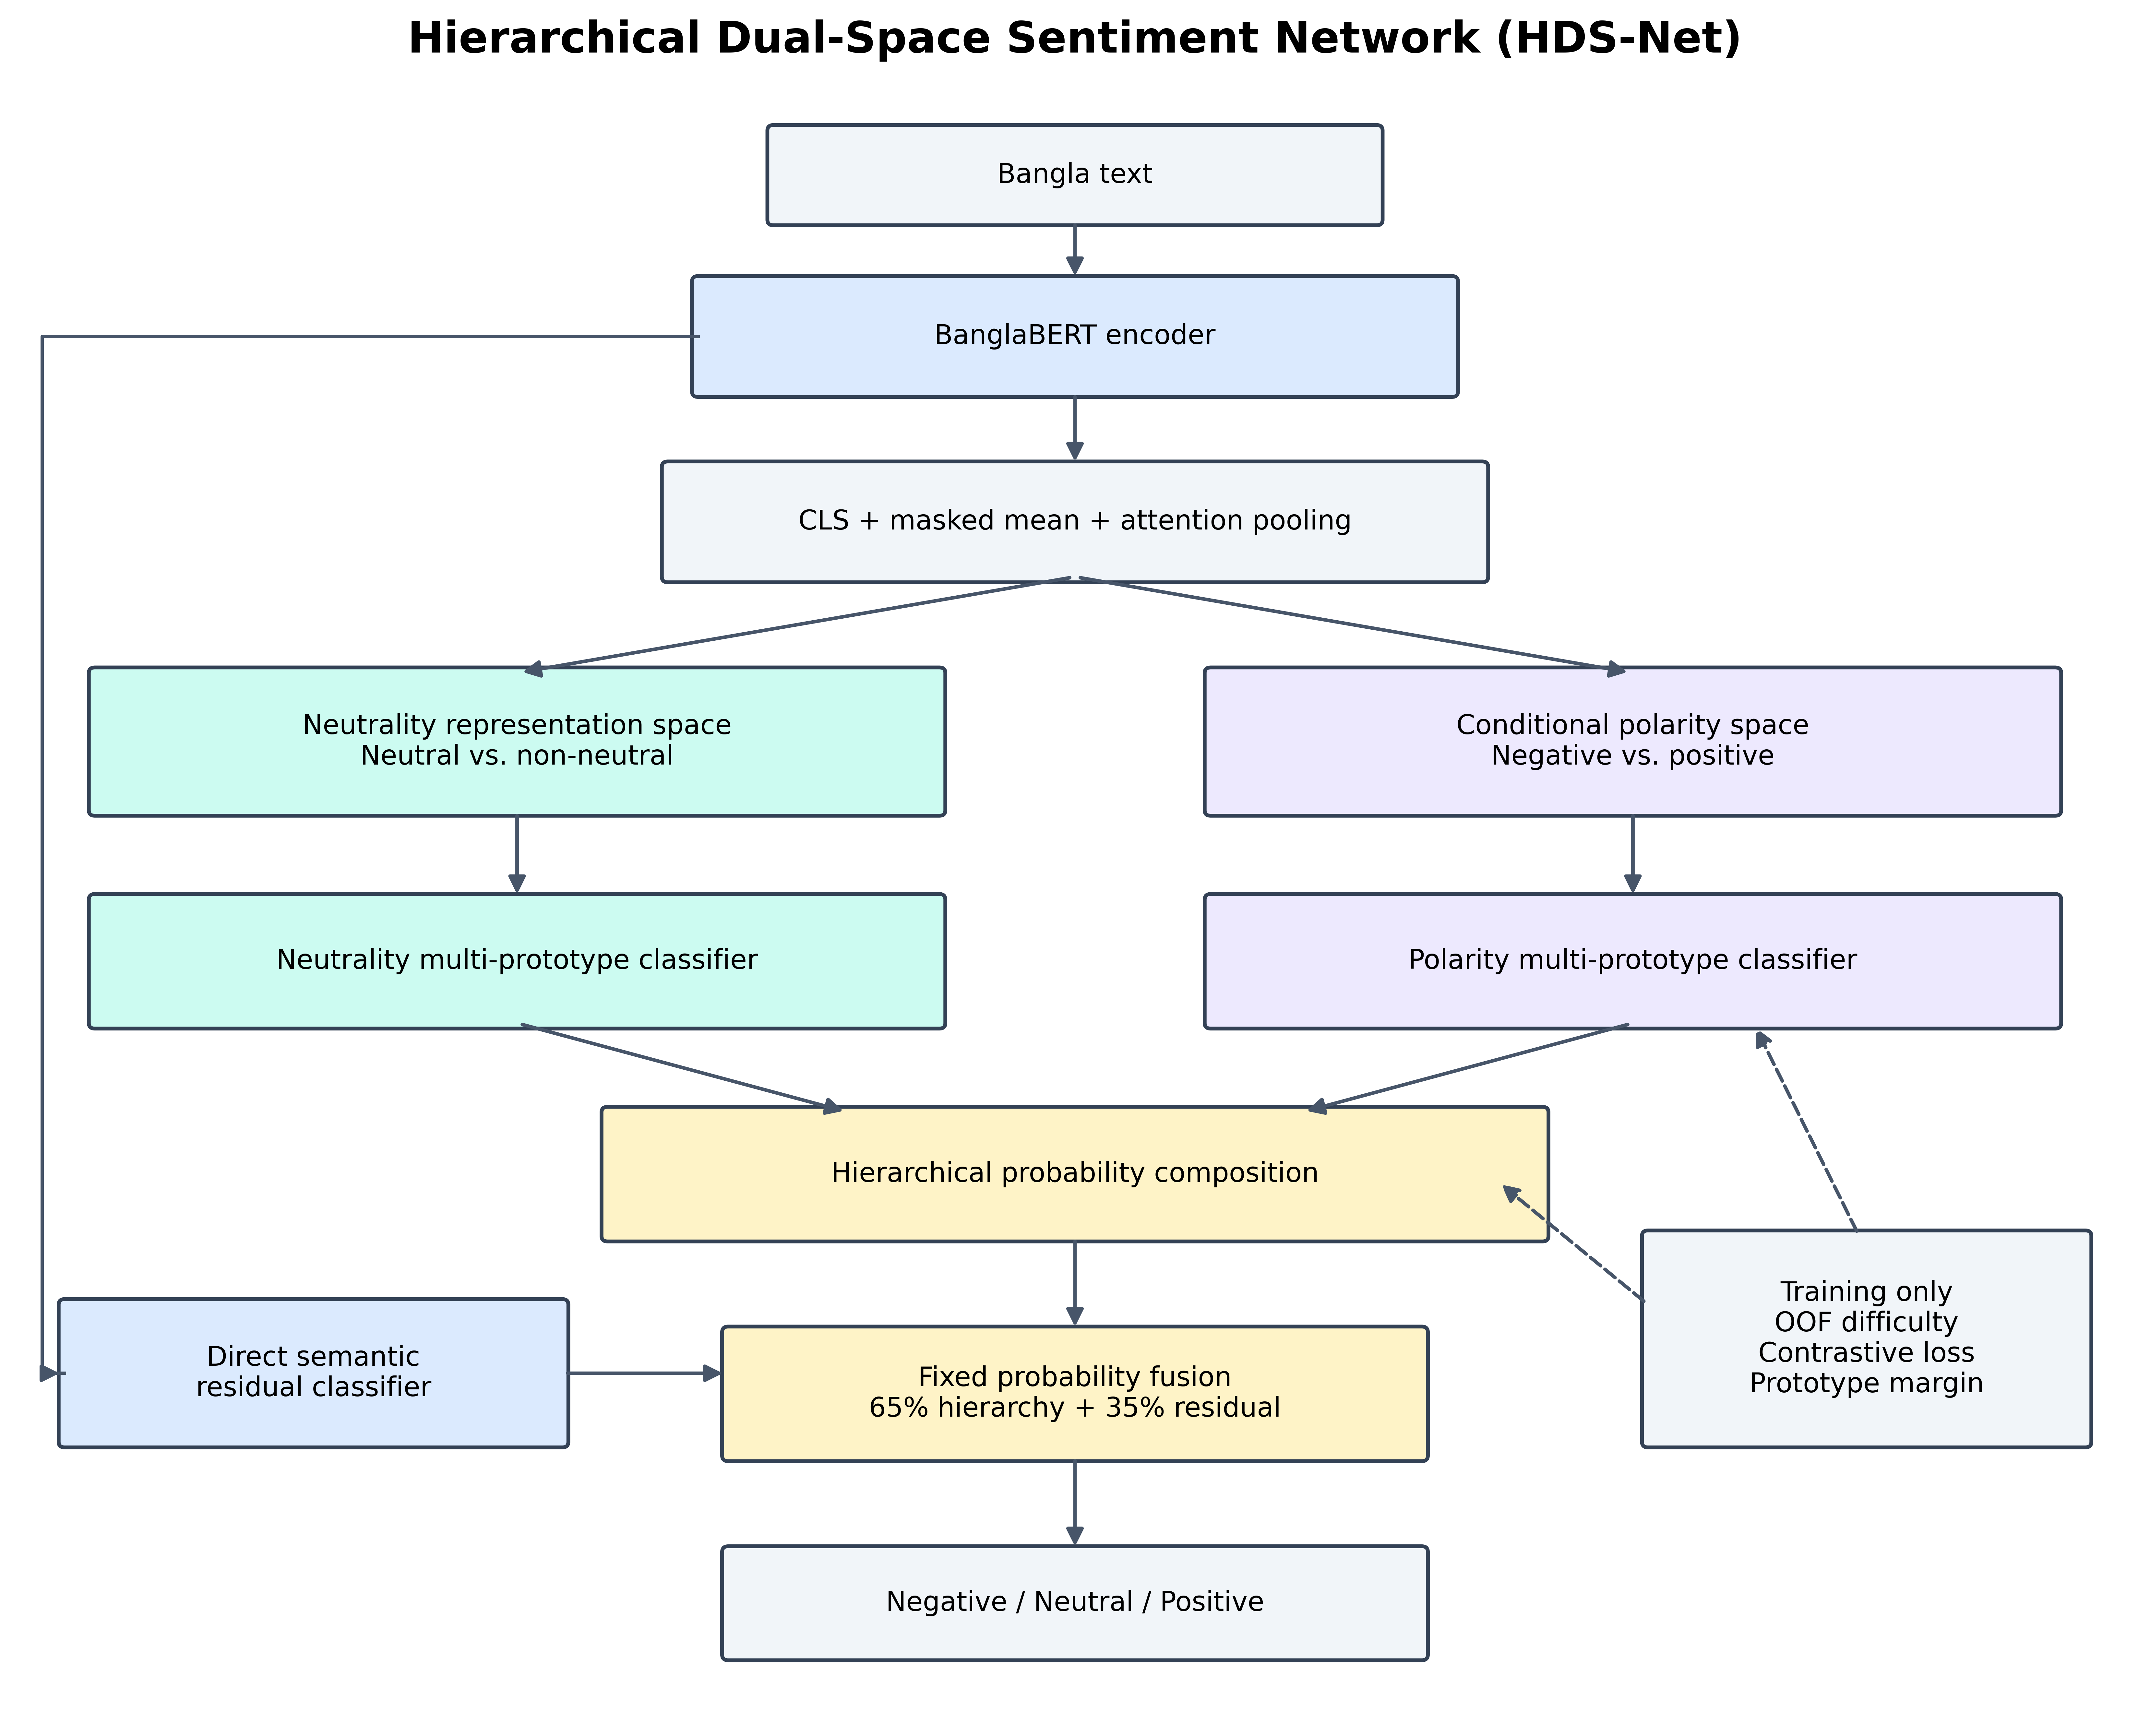 Hierarchical Dual-Space Sentiment Network (HDS-Net)
Bangla text
BanglaBERT encoder
CLS + masked mean + attention pooling
Neutrality representation space
Neutral vs. non-neutral
Conditional polarity space
Negative vs. positive
Neutrality multi-prototype classifier
Polarity multi-prototype classifier
Hierarchical probability composition
Direct semantic
residual classifier
Fixed probability fusion
65% hierarchy + 35% residual
Training only
OOF difficulty
Contrastive loss
Prototype margin
Negative / Neutral / Positive